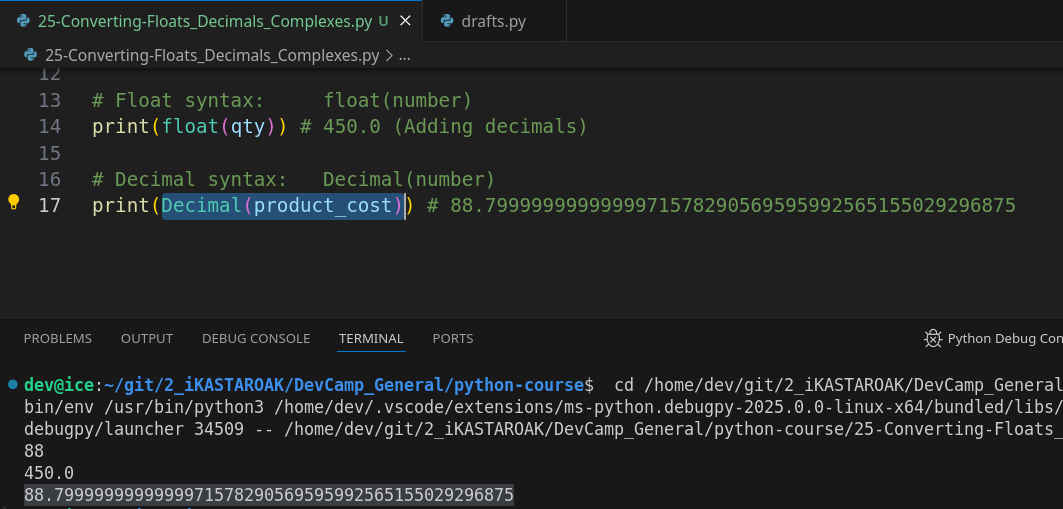 25-Converting-Floats_Decimals_Complexes.py U × drafts.py
25-Converting-Floats_Decimals_Complexes.py > ...
12
13 # Float syntax:     float(number)
14 print(float(qty)) # 450.0 (Adding decimals)
15
16 # Decimal syntax:   Decimal(number)
17 print(Decimal(product_cost)) # 88.7999999999999971578290569595992565155029296875
PROBLEMS OUTPUT DEBUG CONSOLE TERMINAL PORTS Python Debug Con
dev@ice:~/git/2_iKASTAROAK/DevCamp_General/python-course$  cd /home/dev/git/2_iKASTAROAK/DevCamp_General
bin/env /usr/bin/python3 /home/dev/.vscode/extensions/ms-python.debugpy-2025.0.0-linux-x64/bundled/libs/
debugpy/launcher 34509 -- /home/dev/git/2_iKASTAROAK/DevCamp_General/python-course/25-Converting-Floats_
88
450.0
88.7999999999999971578290569595992565155029296875